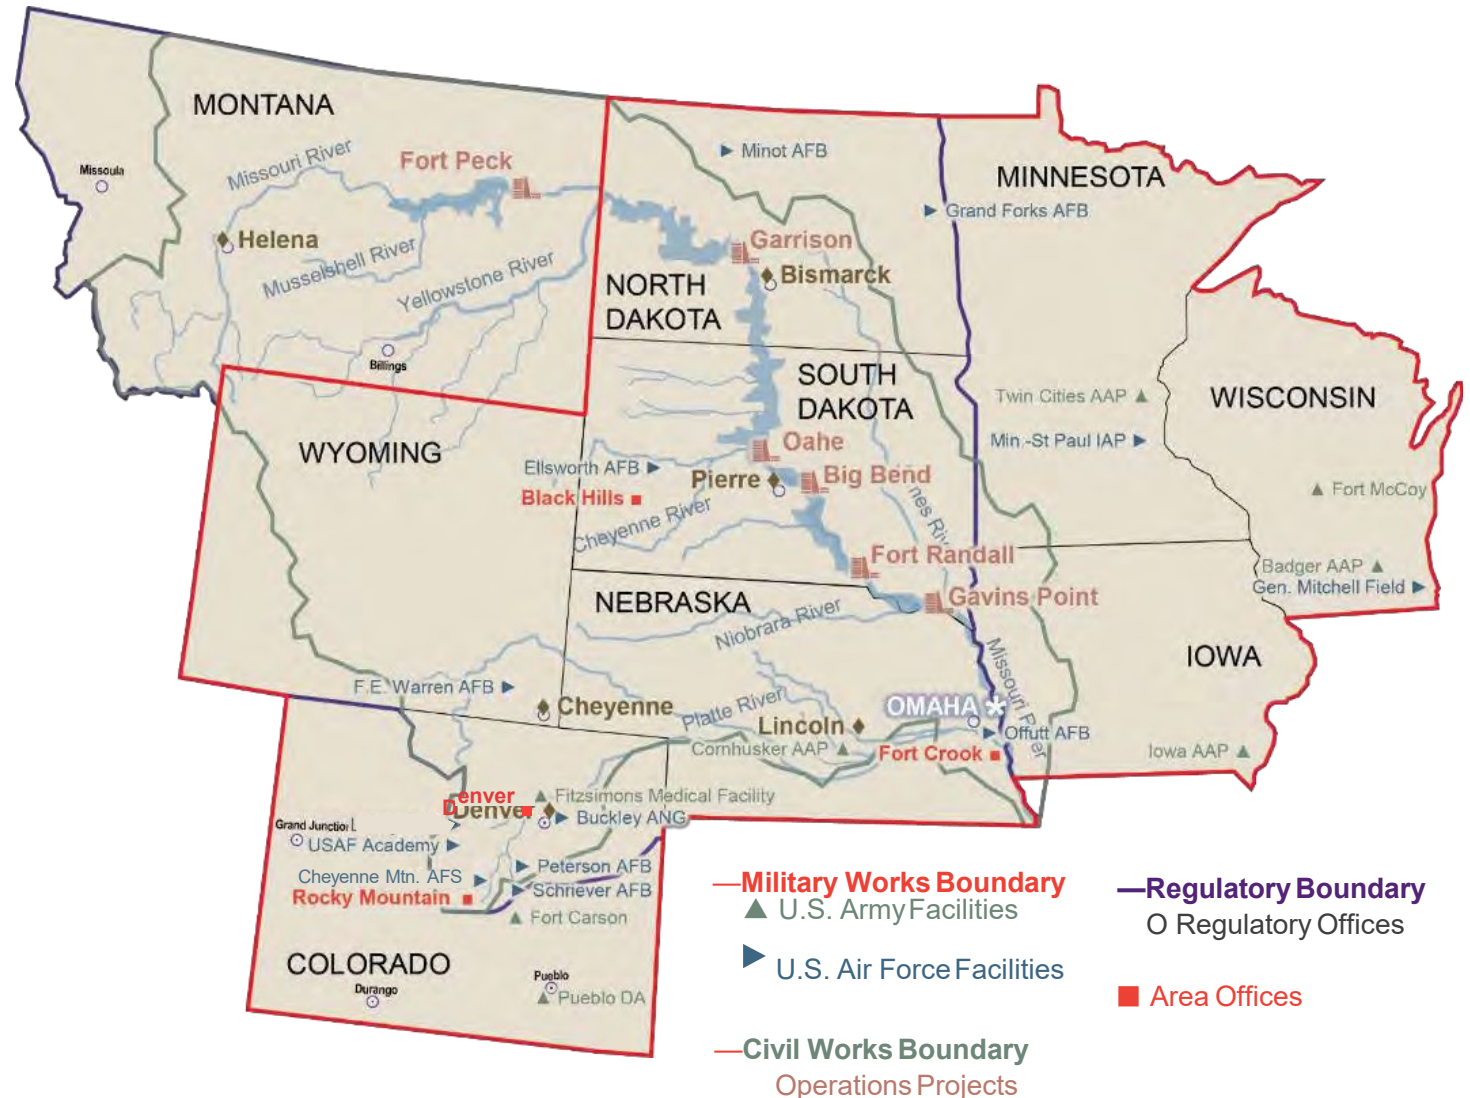 MONTANA
Missoula
Missouri River
Fort Peck
Helena
Musselshell River
Yellowstone River
Billings
Minot AFB
MINNESOTA
Grand Forks AFB
Garrison
Bismarck
NORTH
DAKOTA
SOUTH
DAKOTA
WISCONSIN
Twin Cities AAP
Min.-St Paul IAP
WYOMING
Oahe
Ellsworth AFB
Black Hills
Pierre
Big Bend
Cheyenne River
nes Riv
Fort McCoy
Fort Randall
Badger AAP
Gen. Mitchell Field
NEBRASKA
Gavins Point
Niobrara River
Missouri River
IOWA
F.E. Warren AFB
Cheyenne
Platte River
OMAHA
Lincoln
Offutt AFB
Cornhusker AAP
Fort Crook
Iowa AAP
Denver
Denver
Fitzsimons Medical Facility
Buckley ANG
Grand Junction
USAF Academy
Cheyenne Mtn. AFS
Peterson AFB
Rocky Mountain
Schriever AFB
Fort Carson
COLORADO
Durango
Pueblo
Pueblo DA
—Military Works Boundary
U.S. Army Facilities
U.S. Air Force Facilities
—Civil Works Boundary
Operations Projects
—Regulatory Boundary
O Regulatory Offices
Area Offices